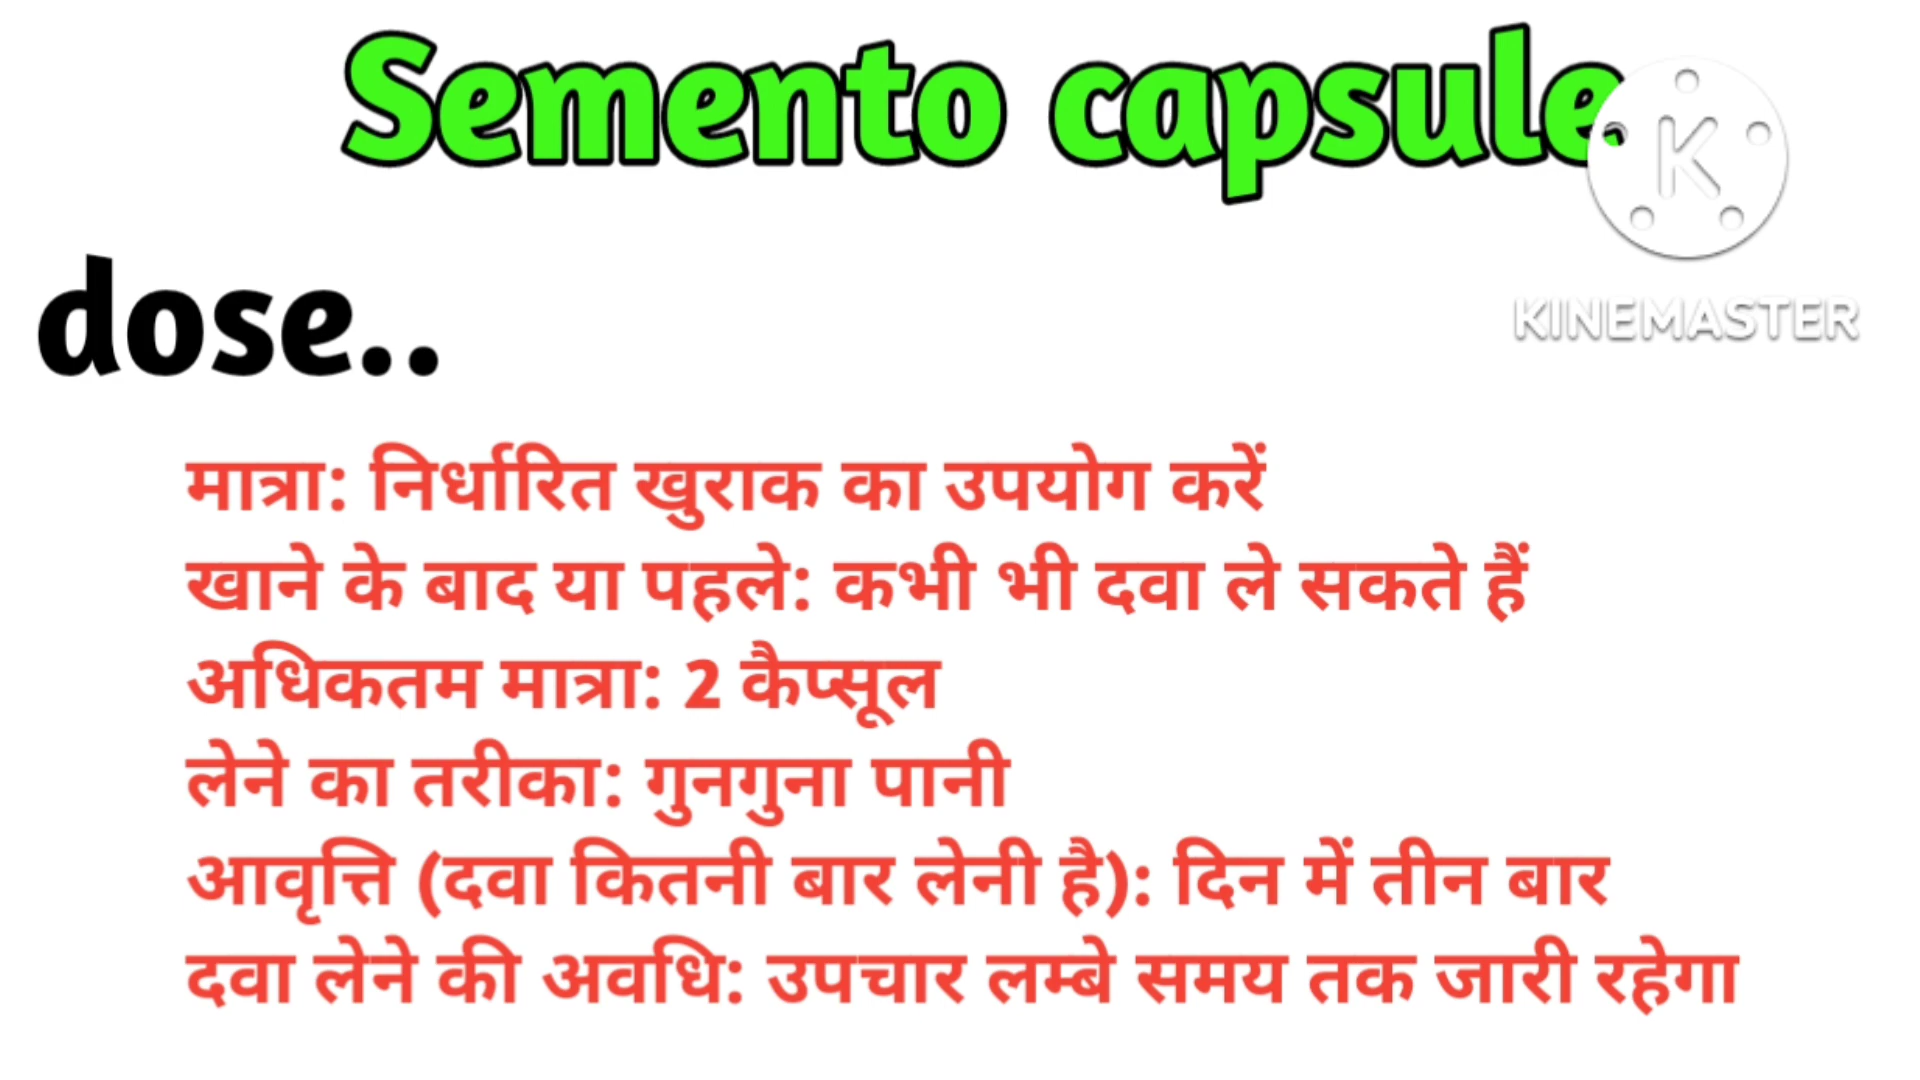 Semento capsule
K
KINEMASTER
dose..
मात्रा: निर्धारित खुराक का उपयोग करें
खाने के बाद या पहले: कभी भी दवा ले सकते हैं
अधिकतम मात्रा: 2 कैप्सूल
लेने का तरीका: गुनगुना पानी
आवृत्ति (दवा कितनी बार लेनी है): दिन में तीन बार
दवा लेने की अवधि: उपचार लम्बे समय तक जारी रहेगा